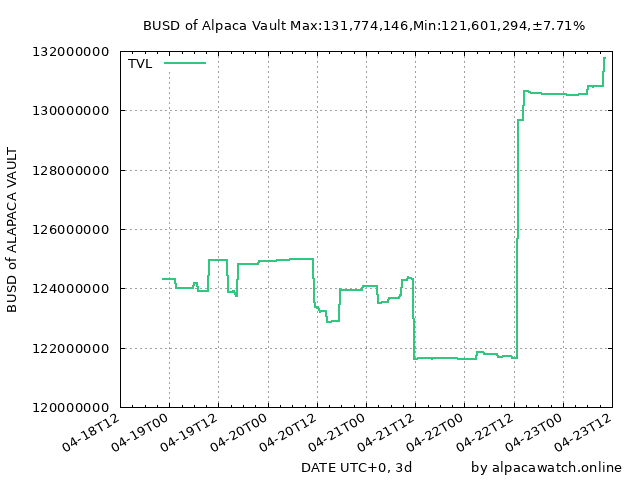 BUSD of Alpaca Vault Max:131,774,146,Min:121,601,294,±7.71%
132000000
130000000
128000000
126000000
124000000
122000000
120000000
TVL
BUSD of ALAPACA VAULT
04-18T12
04-19T00
04-19T12
04-20T00
04-20T12
04-21T00
04-21T12
04-22T00
04-22T12
04-23T00
04-23T12
DATE UTC+0, 3d
by alpacawatch.online